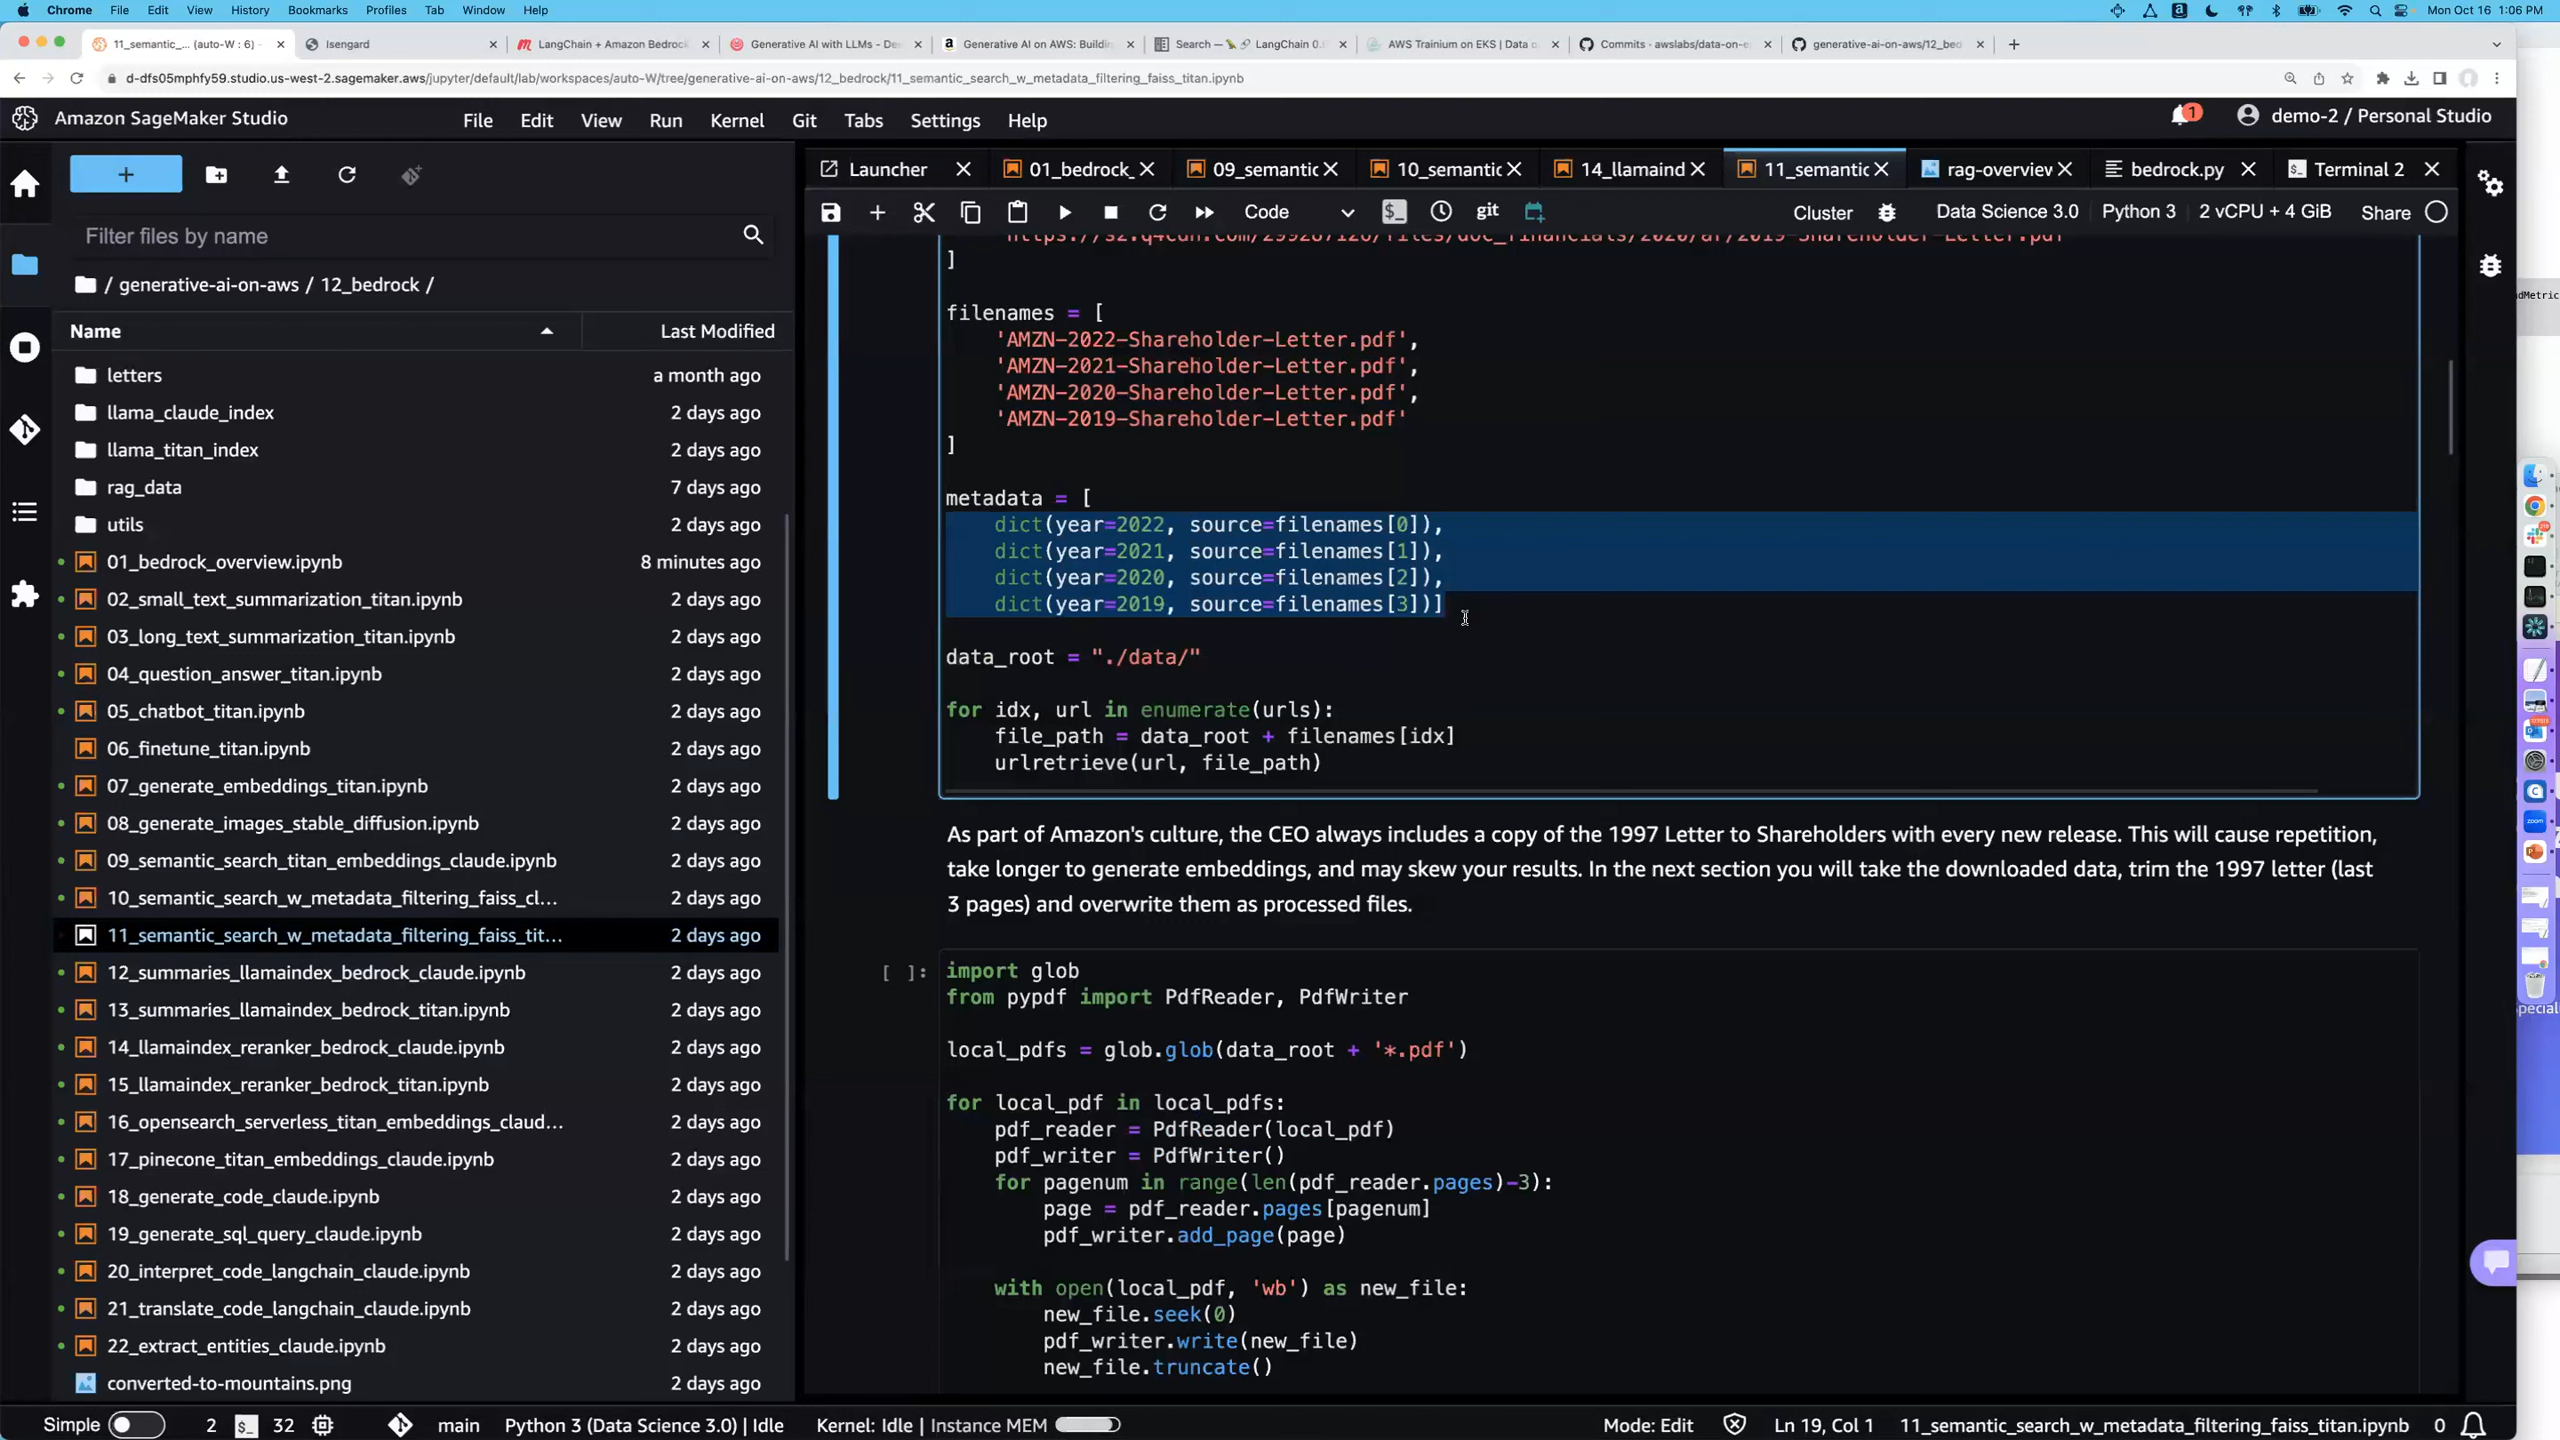 Chrome File Edit View History Bookmarks Profiles Tab Window Help Mon Oct 16 1:06 PM
11_semantic_... (auto-W : 6) Isengard LangChain + Amazon Bedrock Generative AI with LLMs - De Generative AI on AWS: Buildin Search — LangChain 0. AWS Trainium on EKS | Data o Commits · awslabs/data-on-e generative-ai-on-aws/12_bed
d-dfs05mphfy59.studio.us-west-2.sagemaker.aws/jupyter/default/lab/workspaces/auto-W/tree/generative-ai-on-aws/12_bedrock/11_semantic_search_w_metadata_filtering_faiss_titan.ipynb
Amazon SageMaker Studio File Edit View Run Kernel Git Tabs Settings Help 1 demo-2 / Personal Studio
Launcher 01_bedrock_ 09_semantic 10_semantic 14_llamaind 11_semantic rag-overview bedrock.py Terminal 2
Code git Cluster Data Science 3.0 Python 3 2 vCPU + 4 GiB Share
Filter files by name
/ generative-ai-on-aws / 12_bedrock /
Name Last Modified
letters a month ago
llama_claude_index 2 days ago
llama_titan_index 2 days ago
rag_data 7 days ago
utils 2 days ago
01_bedrock_overview.ipynb 8 minutes ago
02_small_text_summarization_titan.ipynb 2 days ago
03_long_text_summarization_titan.ipynb 2 days ago
04_question_answer_titan.ipynb 2 days ago
05_chatbot_titan.ipynb 2 days ago
06_finetune_titan.ipynb 2 days ago
07_generate_embeddings_titan.ipynb 2 days ago
08_generate_images_stable_diffusion.ipynb 2 days ago
09_semantic_search_titan_embeddings_claude.ipynb 2 days ago
10_semantic_search_w_metadata_filtering_faiss_cl... 2 days ago
11_semantic_search_w_metadata_filtering_faiss_tit... 2 days ago
12_summaries_llamaindex_bedrock_claude.ipynb 2 days ago
13_summaries_llamaindex_bedrock_titan.ipynb 2 days ago
14_llamaindex_reranker_bedrock_claude.ipynb 2 days ago
15_llamaindex_reranker_bedrock_titan.ipynb 2 days ago
16_opensearch_serverless_titan_embeddings_claud... 2 days ago
17_pinecone_titan_embeddings_claude.ipynb 2 days ago
18_generate_code_claude.ipynb 2 days ago
19_generate_sql_query_claude.ipynb 2 days ago
20_interpret_code_langchain_claude.ipynb 2 days ago
21_translate_code_langchain_claude.ipynb 2 days ago
22_extract_entities_claude.ipynb 2 days ago
converted-to-mountains.png 2 days ago
]
filenames = [
'AMZN-2022-Shareholder-Letter.pdf',
'AMZN-2021-Shareholder-Letter.pdf',
'AMZN-2020-Shareholder-Letter.pdf',
'AMZN-2019-Shareholder-Letter.pdf'
]
metadata = [
dict(year=2022, source=filenames[0]),
dict(year=2021, source=filenames[1]),
dict(year=2020, source=filenames[2]),
dict(year=2019, source=filenames[3])]
data_root = "./data/"
for idx, url in enumerate(urls):
file_path = data_root + filenames[idx]
urlretrieve(url, file_path)
As part of Amazon's culture, the CEO always includes a copy of the 1997 Letter to Shareholders with every new release. This will cause repetition,
take longer to generate embeddings, and may skew your results. In the next section you will take the downloaded data, trim the 1997 letter (last
3 pages) and overwrite them as processed files.
[ ]: import glob
from pypdf import PdfReader, PdfWriter
local_pdfs = glob.glob(data_root + '*.pdf')
for local_pdf in local_pdfs:
pdf_reader = PdfReader(local_pdf)
pdf_writer = PdfWriter()
for pagenum in range(len(pdf_reader.pages)-3):
page = pdf_reader.pages[pagenum]
pdf_writer.add_page(page)
with open(local_pdf, 'wb') as new_file:
new_file.seek(0)
pdf_writer.write(new_file)
new_file.truncate()
Simple 2 32 main Python 3 (Data Science 3.0) | Idle Kernel: Idle | Instance MEM Mode: Edit Ln 19, Col 1 11_semantic_search_w_metadata_filtering_faiss_titan.ipynb 0